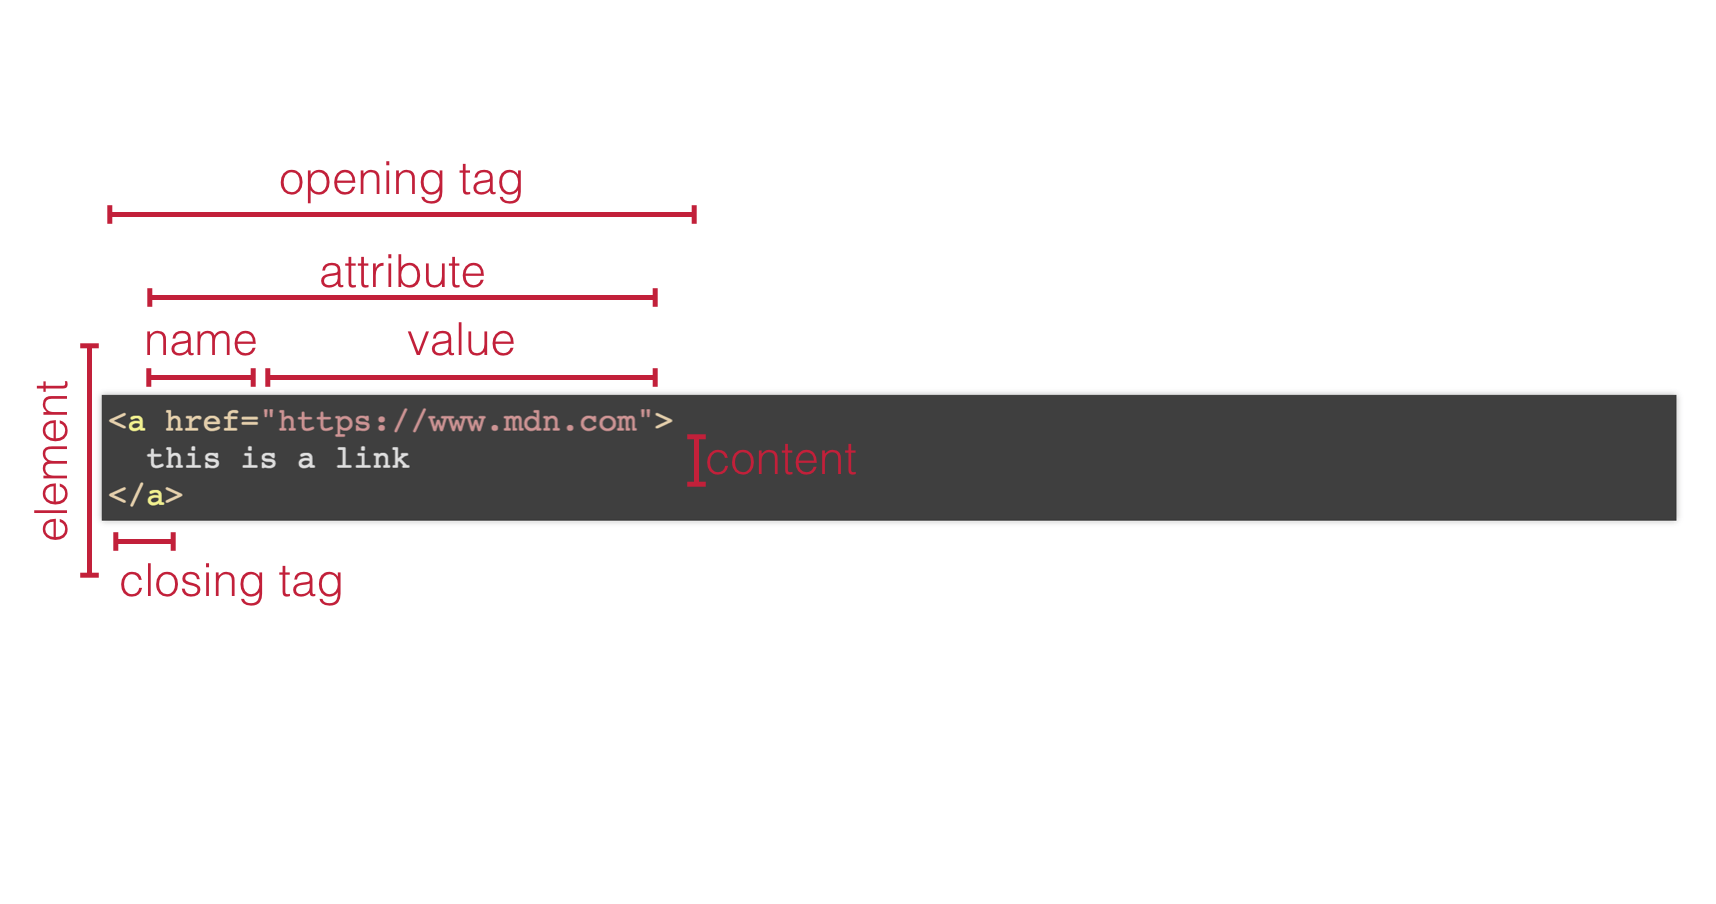 opening tag
attribute
name value
element
<a href="https://www.mdn.com">
this is a link
content
</a>
closing tag